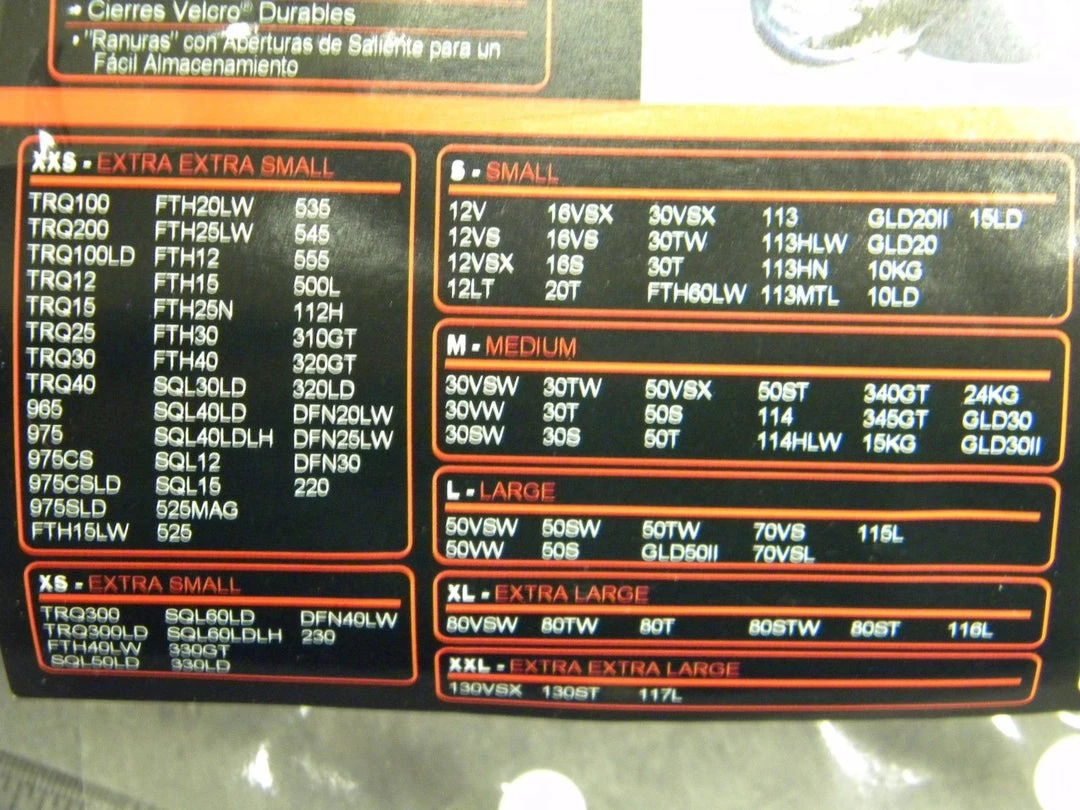 Cierres Velcro® Durables
• "Ranuras" con Aberturas de Saliente para un
Fácil Almacenamiento
XXS - EXTRA EXTRA SMALL
TRQ100 FTH20LW 535
TRQ200 FTH25LW 545
TRQ100LD FTH12 555
TRQ12 FTH15 500L
TRQ15 FTH25N 112H
TRQ25 FTH30 310GT
TRQ30 FTH40 320GT
TRQ40 SQL30LD 320LD
965 SQL40LD DFN20LW
975 SQL40LDLH DFN25LW
975CS SQL12 DFN30
975CSLD SQL15 220
975SLD 525MAG
FTH15LW 525
XS - EXTRA SMALL
TRQ300 SQL60LD DFN40LW
TRQ300LD SQL60LDLH 230
FTH40LW 330GT
SQL50LD 330LD
S - SMALL
12V 16VSX 30VSX 113 GLD20II 15LD
12VS 16VS 30TW 113HLW GLD20
12VSX 16S 30T 113HN 10KG
12LT 20T FTH60LW 113MTL 10LD
M - MEDIUM
30VSW 30TW 50VSX 50ST 340GT 24KG
30VW 30T 50S 114 345GT GLD30
30SW 30S 50T 114HLW 15KG GLD30II
L - LARGE
50VSW 50SW 50TW 70VS 115L
50VW 50S GLD50II 70VSL
XL - EXTRA LARGE
80VSW 80TW 80T 80STW 80ST 116L
XXL - EXTRA EXTRA LARGE
130VSX 130ST 117L